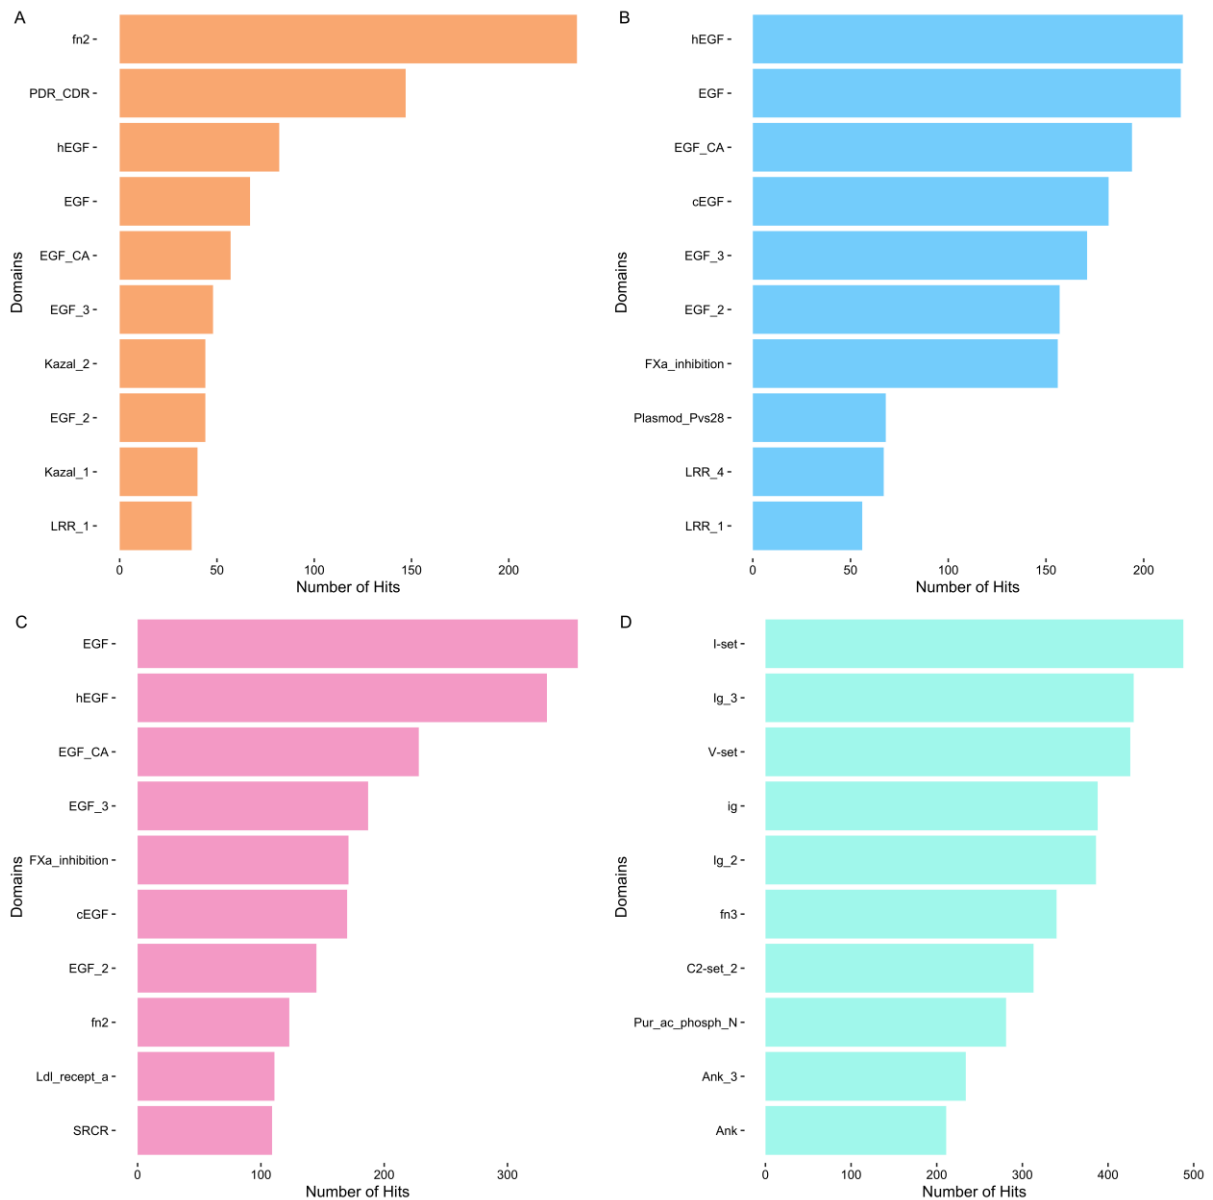 A
fn2
PDR_CDR
hEGF
EGF
EGF_CA
EGF_3
Kazal_2
EGF_2
Kazal_1
LRR_1
Domains
0 50 100 150 200
Number of Hits
B
hEGF
EGF
EGF_CA
cEGF
EGF_3
EGF_2
FXa_inhibition
Plasmod_Pvs28
LRR_4
LRR_1
Domains
0 50 100 150 200
Number of Hits
C
EGF
hEGF
EGF_CA
EGF_3
FXa_inhibition
cEGF
EGF_2
fn2
Ldl_recept_a
SRCR
Domains
0 100 200 300
Number of Hits
D
I-set
Ig_3
V-set
ig
Ig_2
fn3
C2-set_2
Pur_ac_phosph_N
Ank_3
Ank
Domains
0 100 200 300 400 500
Number of Hits